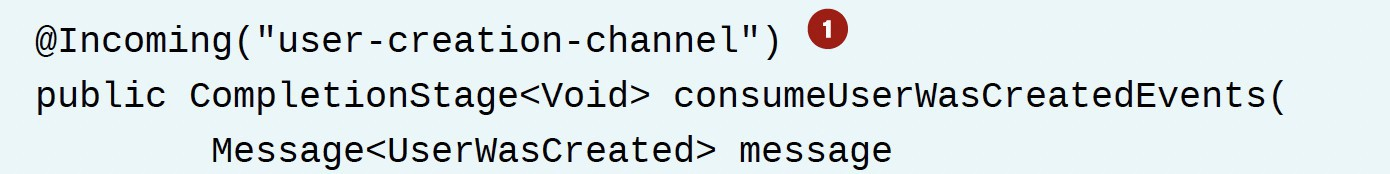 @Incoming("user-creation-channel") 1
public CompletionStage<Void> consumeUserWasCreatedEvents(
Message<UserWasCreated> message